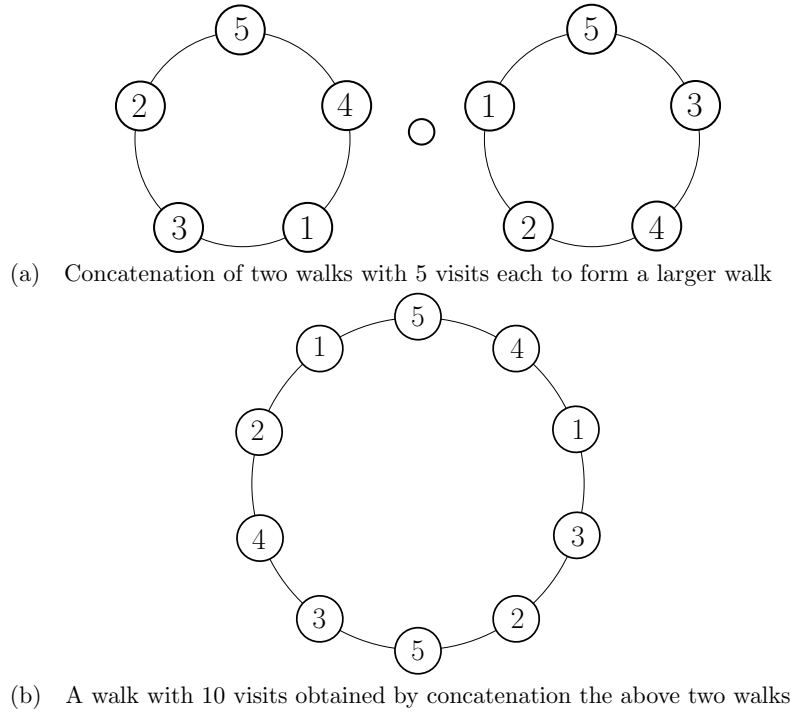 5 5
2 4 1 3
3 1 2 4
(a) Concatenation of two walks with 5 visits each to form a larger walk
5
1 4
2 1
4 3
3 2
5
(b) A walk with 10 visits obtained by concatenation the above two walks